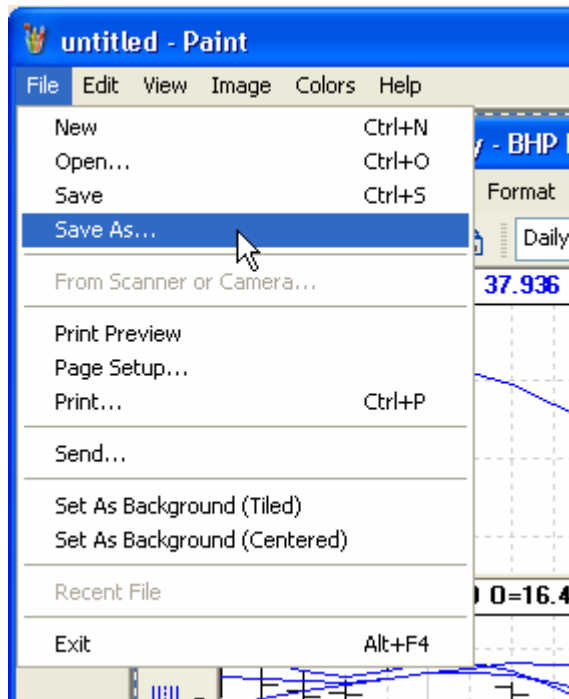 untitled - Paint
File Edit View Image Colors Help
New Ctrl+N
- BHP
Open... Ctrl+O
Save Ctrl+S
Format
Save As...
Daily
From Scanner or Camera...
37.936
Print Preview
Page Setup...
Print... Ctrl+P
Send...
Set As Background (Tiled)
Set As Background (Centered)
Recent File
O=16.4
Exit Alt+F4